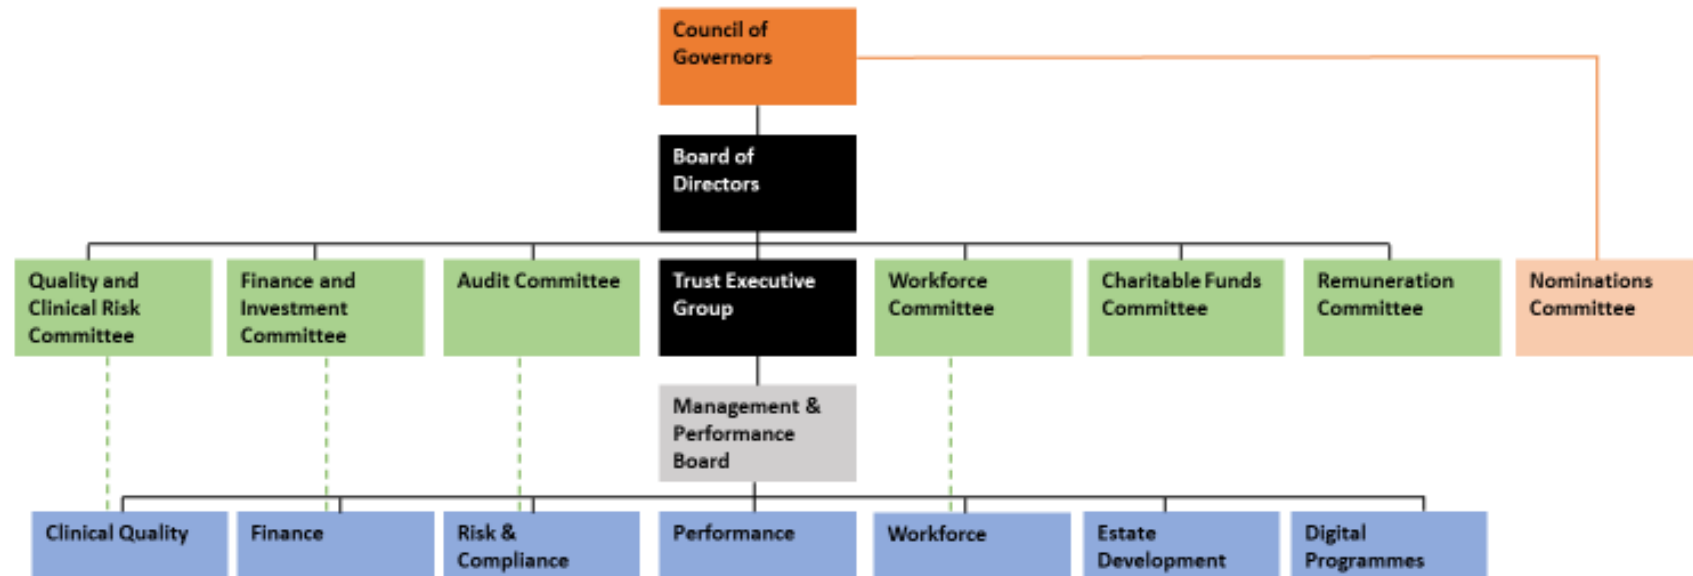 Council of
Governors
Board of
Directors
Quality and
Clinical Risk
Committee
Finance and
Investment
Committee
Audit Committee
Trust Executive
Group
Workforce
Committee
Charitable Funds
Committee
Remuneration
Committee
Nominations
Committee
Management &
Performance
Board
Clinical Quality
Finance
Risk &
Compliance
Performance
Workforce
Estate
Development
Digital
Programmes